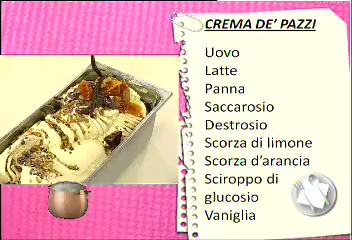 CREMA DE' PAZZI
Uovo
Latte
Panna
Saccarosio
Destrosio
Scorza di limone
Scorza d'arancia
Sciroppo di
glucosio
Vaniglia